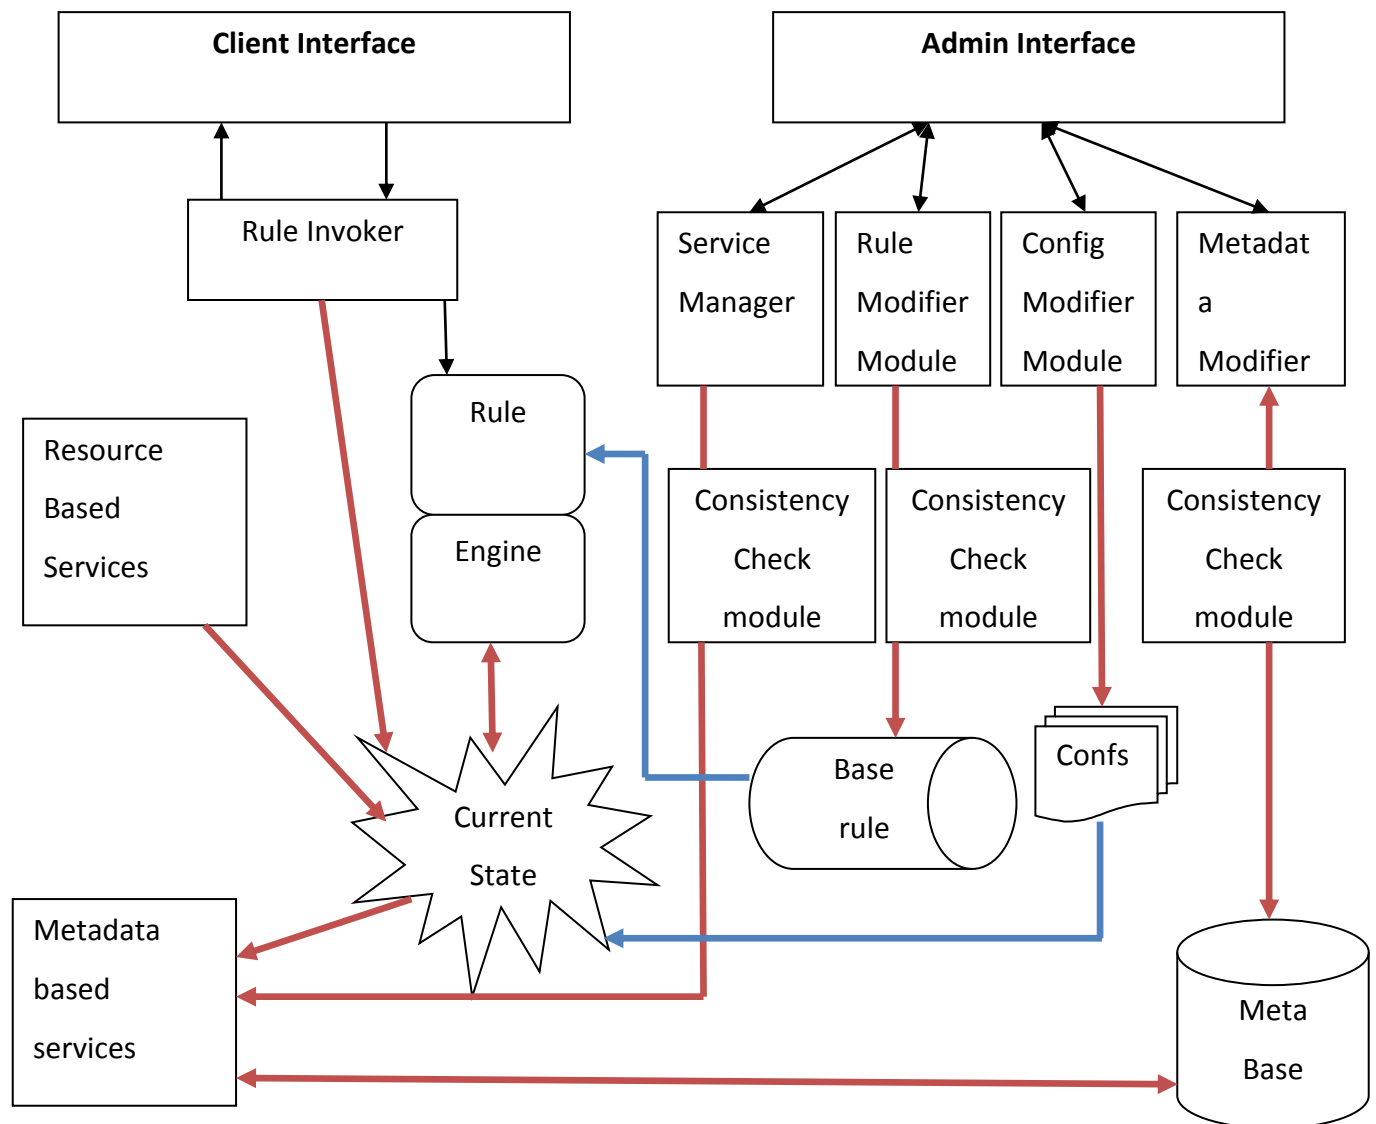 Client Interface
Admin Interface
Rule Invoker
Service
Manager
Rule
Modifier
Module
Config
Modifier
Module
Metadat
a
Modifier
Rule
Engine
Resource
Based
Services
Consistency
Check
module
Consistency
Check
module
Consistency
Check
module
Current
State
Base
rule
Confs
Metadata
based
services
Meta
Base